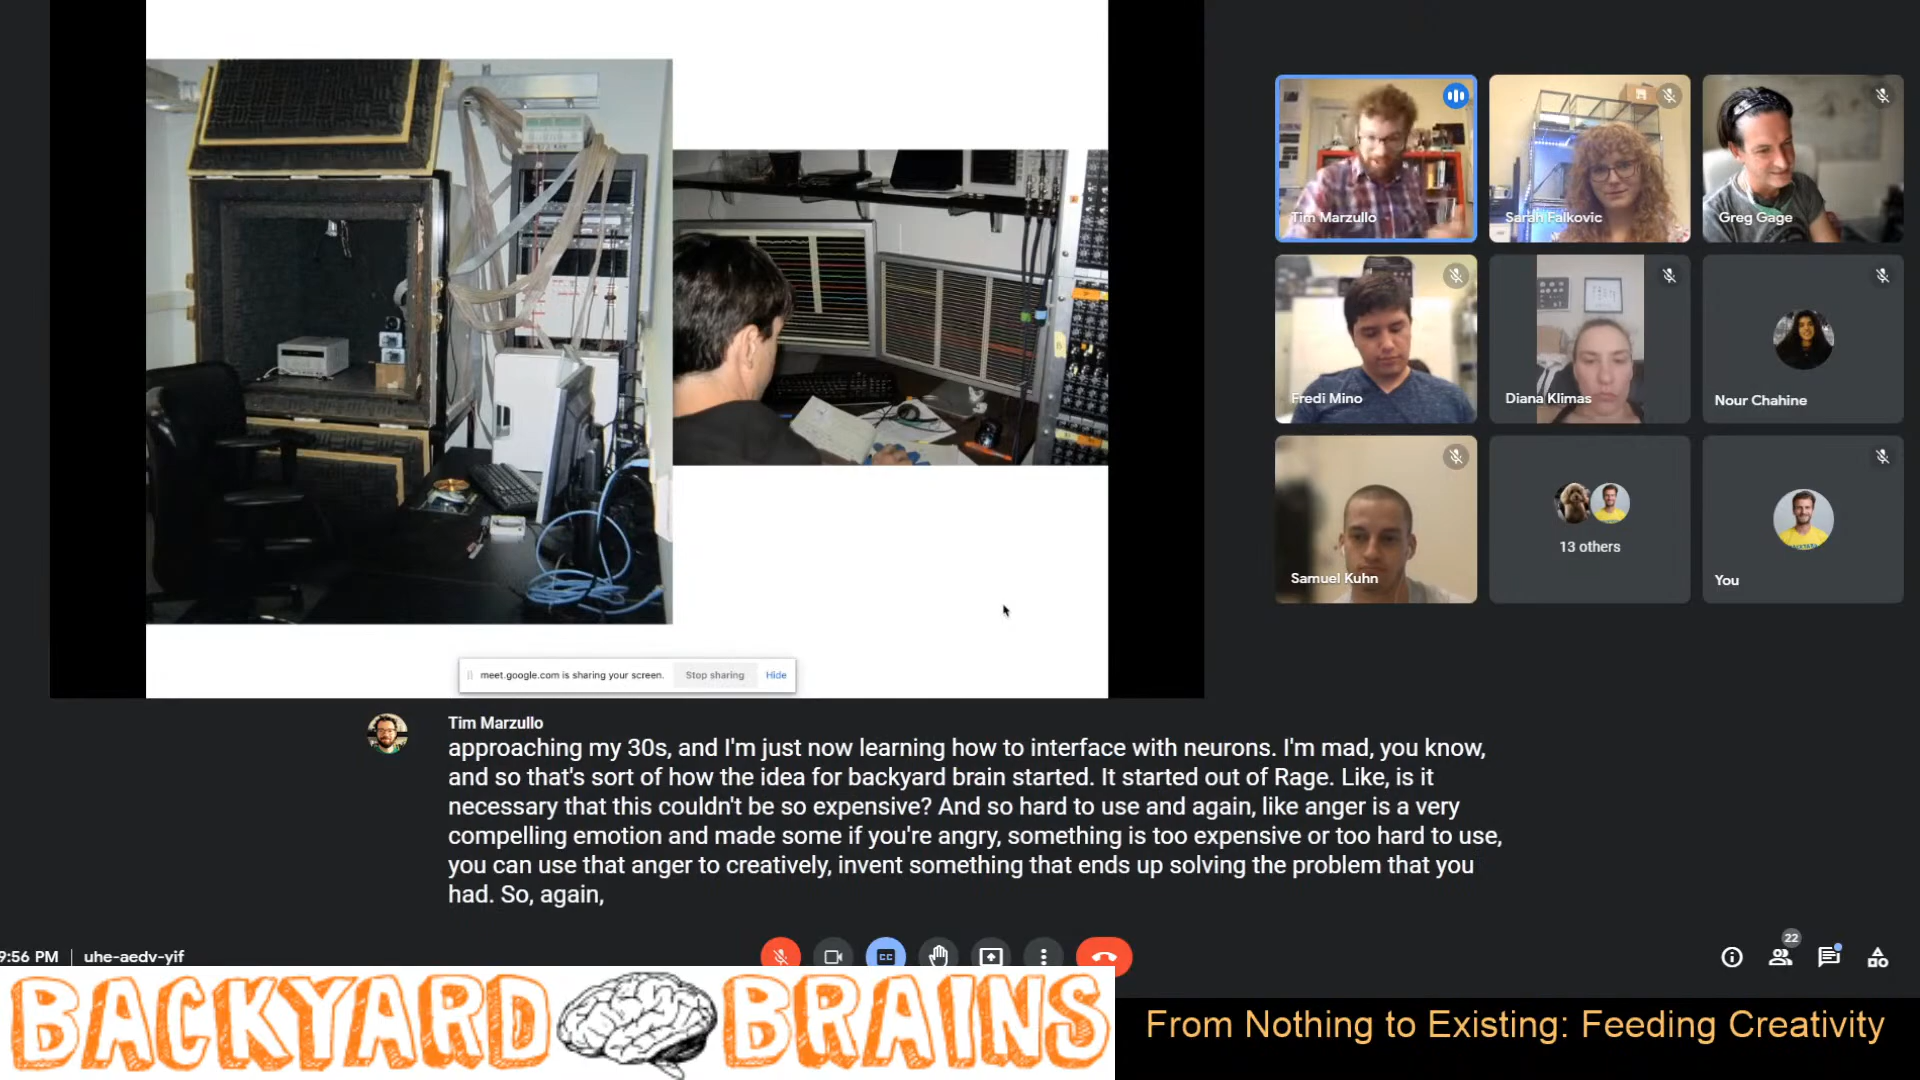 Tim Marzullo
Sarah Falkovic
Greg Gage
Fredi Mino
Diana Klimas
Nour Chahine
Samuel Kuhn
13 others
You
meet.google.com is sharing your screen.
Stop sharing
Hide
Tim Marzullo
approaching my 30s, and I'm just now learning how to interface with neurons. I'm mad, you know,
and so that's sort of how the idea for backyard brain started. It started out of Rage. Like, is it
necessary that this couldn't be so expensive? And so hard to use and again, like anger is a very
compelling emotion and made some if you're angry, something is too expensive or too hard to use,
you can use that anger to creatively, invent something that ends up solving the problem that you
had. So, again,
9:56 PM | uhe-aedv-yif
CC
22
BACKYARD BRAINS
From Nothing to Existing: Feeding Creativity